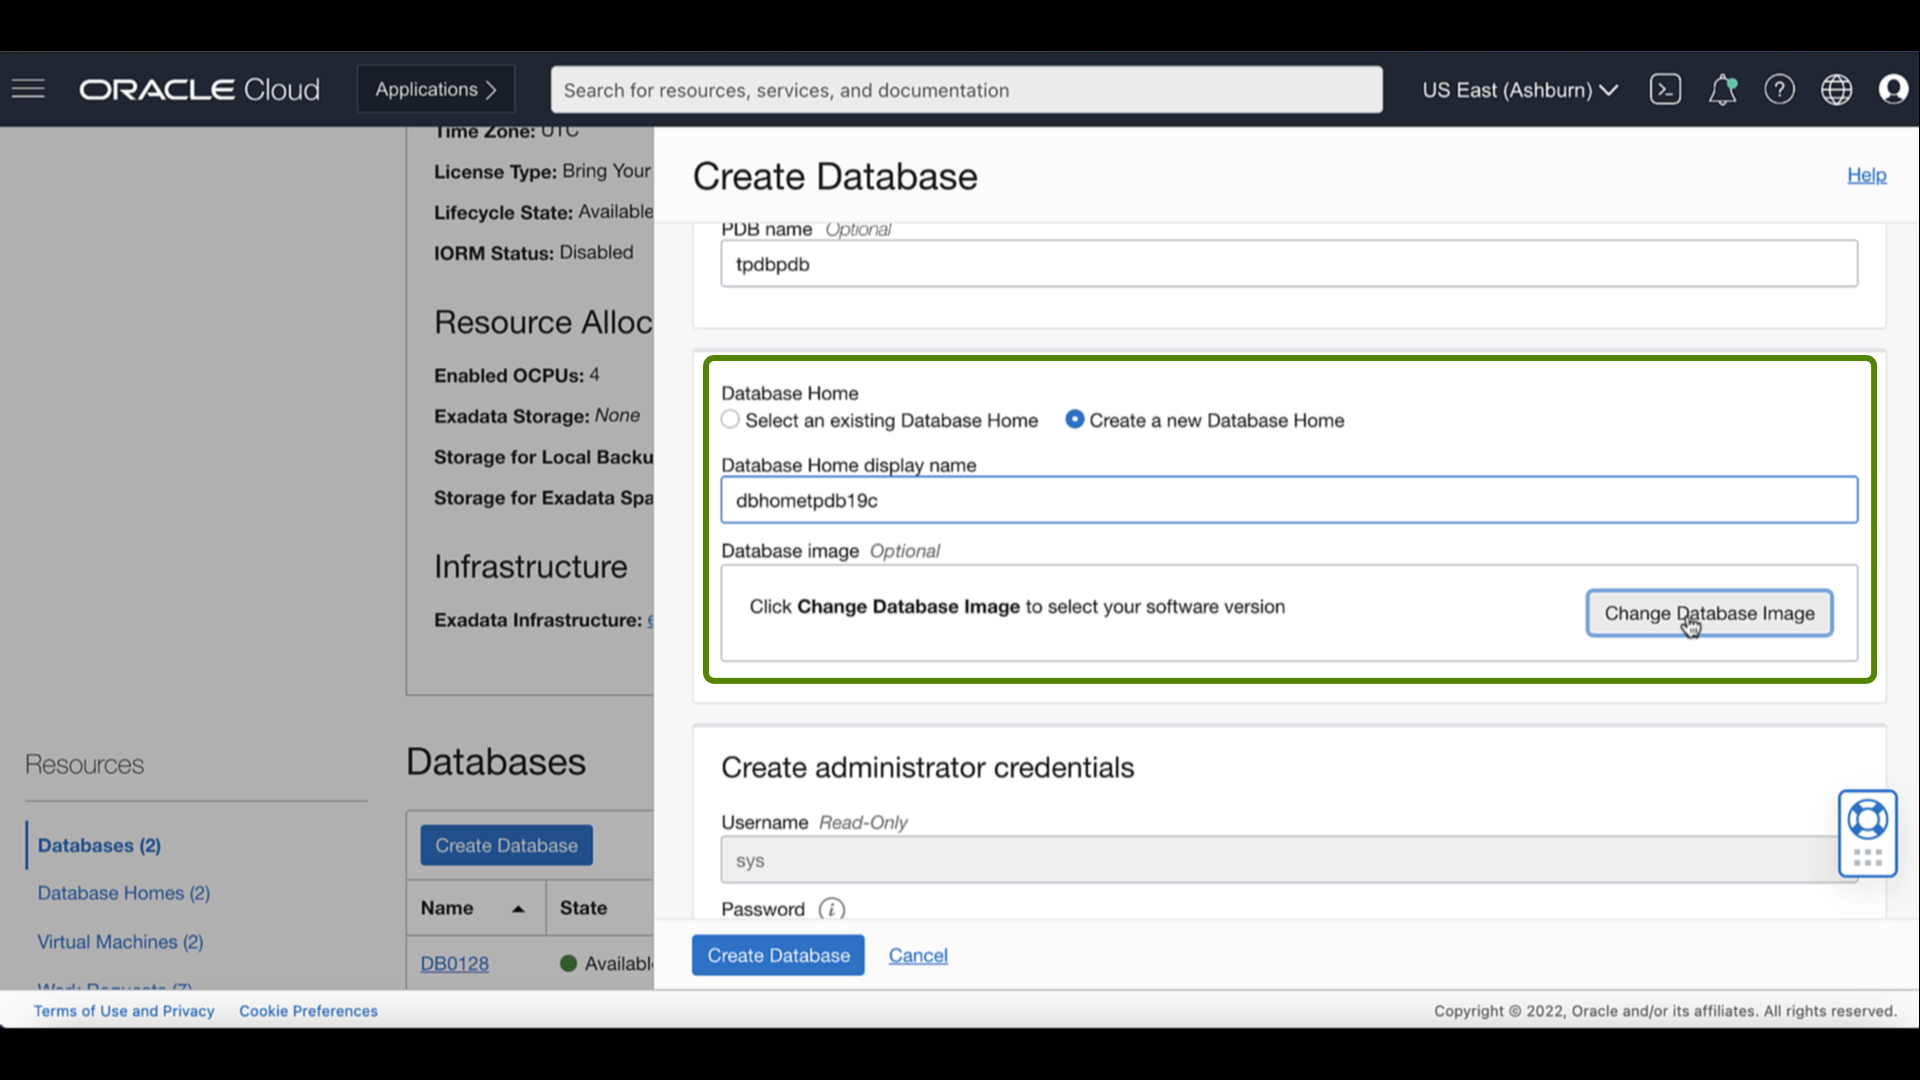 ORACLE Cloud
Applications
Search for resources, services, and documentation
US East (Ashburn)
Time Zone: UTC
License Type: Bring Your
Lifecycle State: Available
IORM Status: Disabled
Resource Alloc
Enabled OCPUs: 4
Exadata Storage: None
Storage for Local Backu
Storage for Exadata Spa
Infrastructure
Exadata Infrastructure:
Resources
Databases (2)
Database Homes (2)
Virtual Machines (2)
Work Requests (7)
Databases
Create Database
Name State
DB0128 Availabl
Create Database
Help
PDB name Optional
tpdbpdb
Database Home
Select an existing Database Home Create a new Database Home
Database Home display name
dbhometpdb19c
Database image Optional
Click Change Database Image to select your software version
Change Database Image
Create administrator credentials
Username Read-Only
sys
Password
Create Database Cancel
Terms of Use and Privacy Cookie Preferences
Copyright © 2022, Oracle and/or its affiliates. All rights reserved.